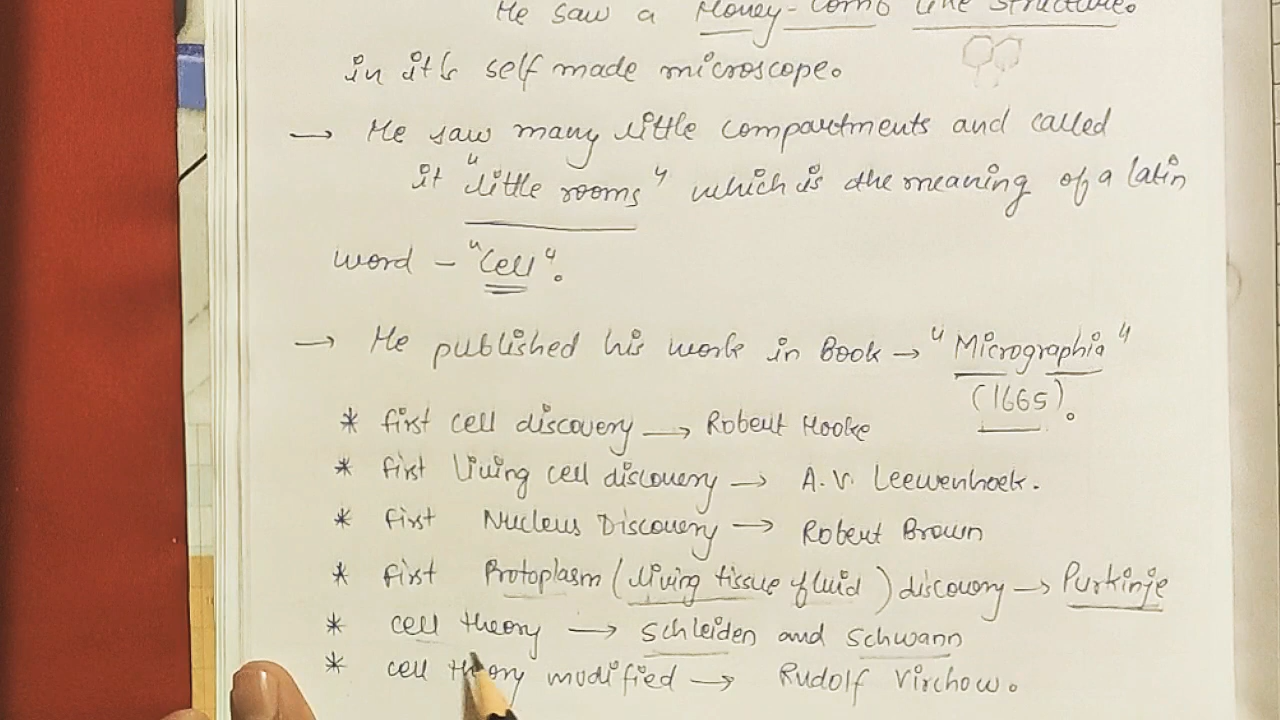 He saw a Honey-comb like structure.
in it's self made microscope.
→ He saw many little compartments and called
it "little rooms" which is the meaning of a latin
word - "Cell".
→ He published his work in Book → "Micrographia"
(1665).
* first cell discovery → Robert Hooke
* first living cell discovery → A.V. Leewenhoek.
* first Nucleus Discovery → Robert Brown
* first Protoplasm (living tissue fluid) discovery → Purkinje
* cell theory → Schleiden and Schwann
* cell theory modified → Rudolf Virchow.